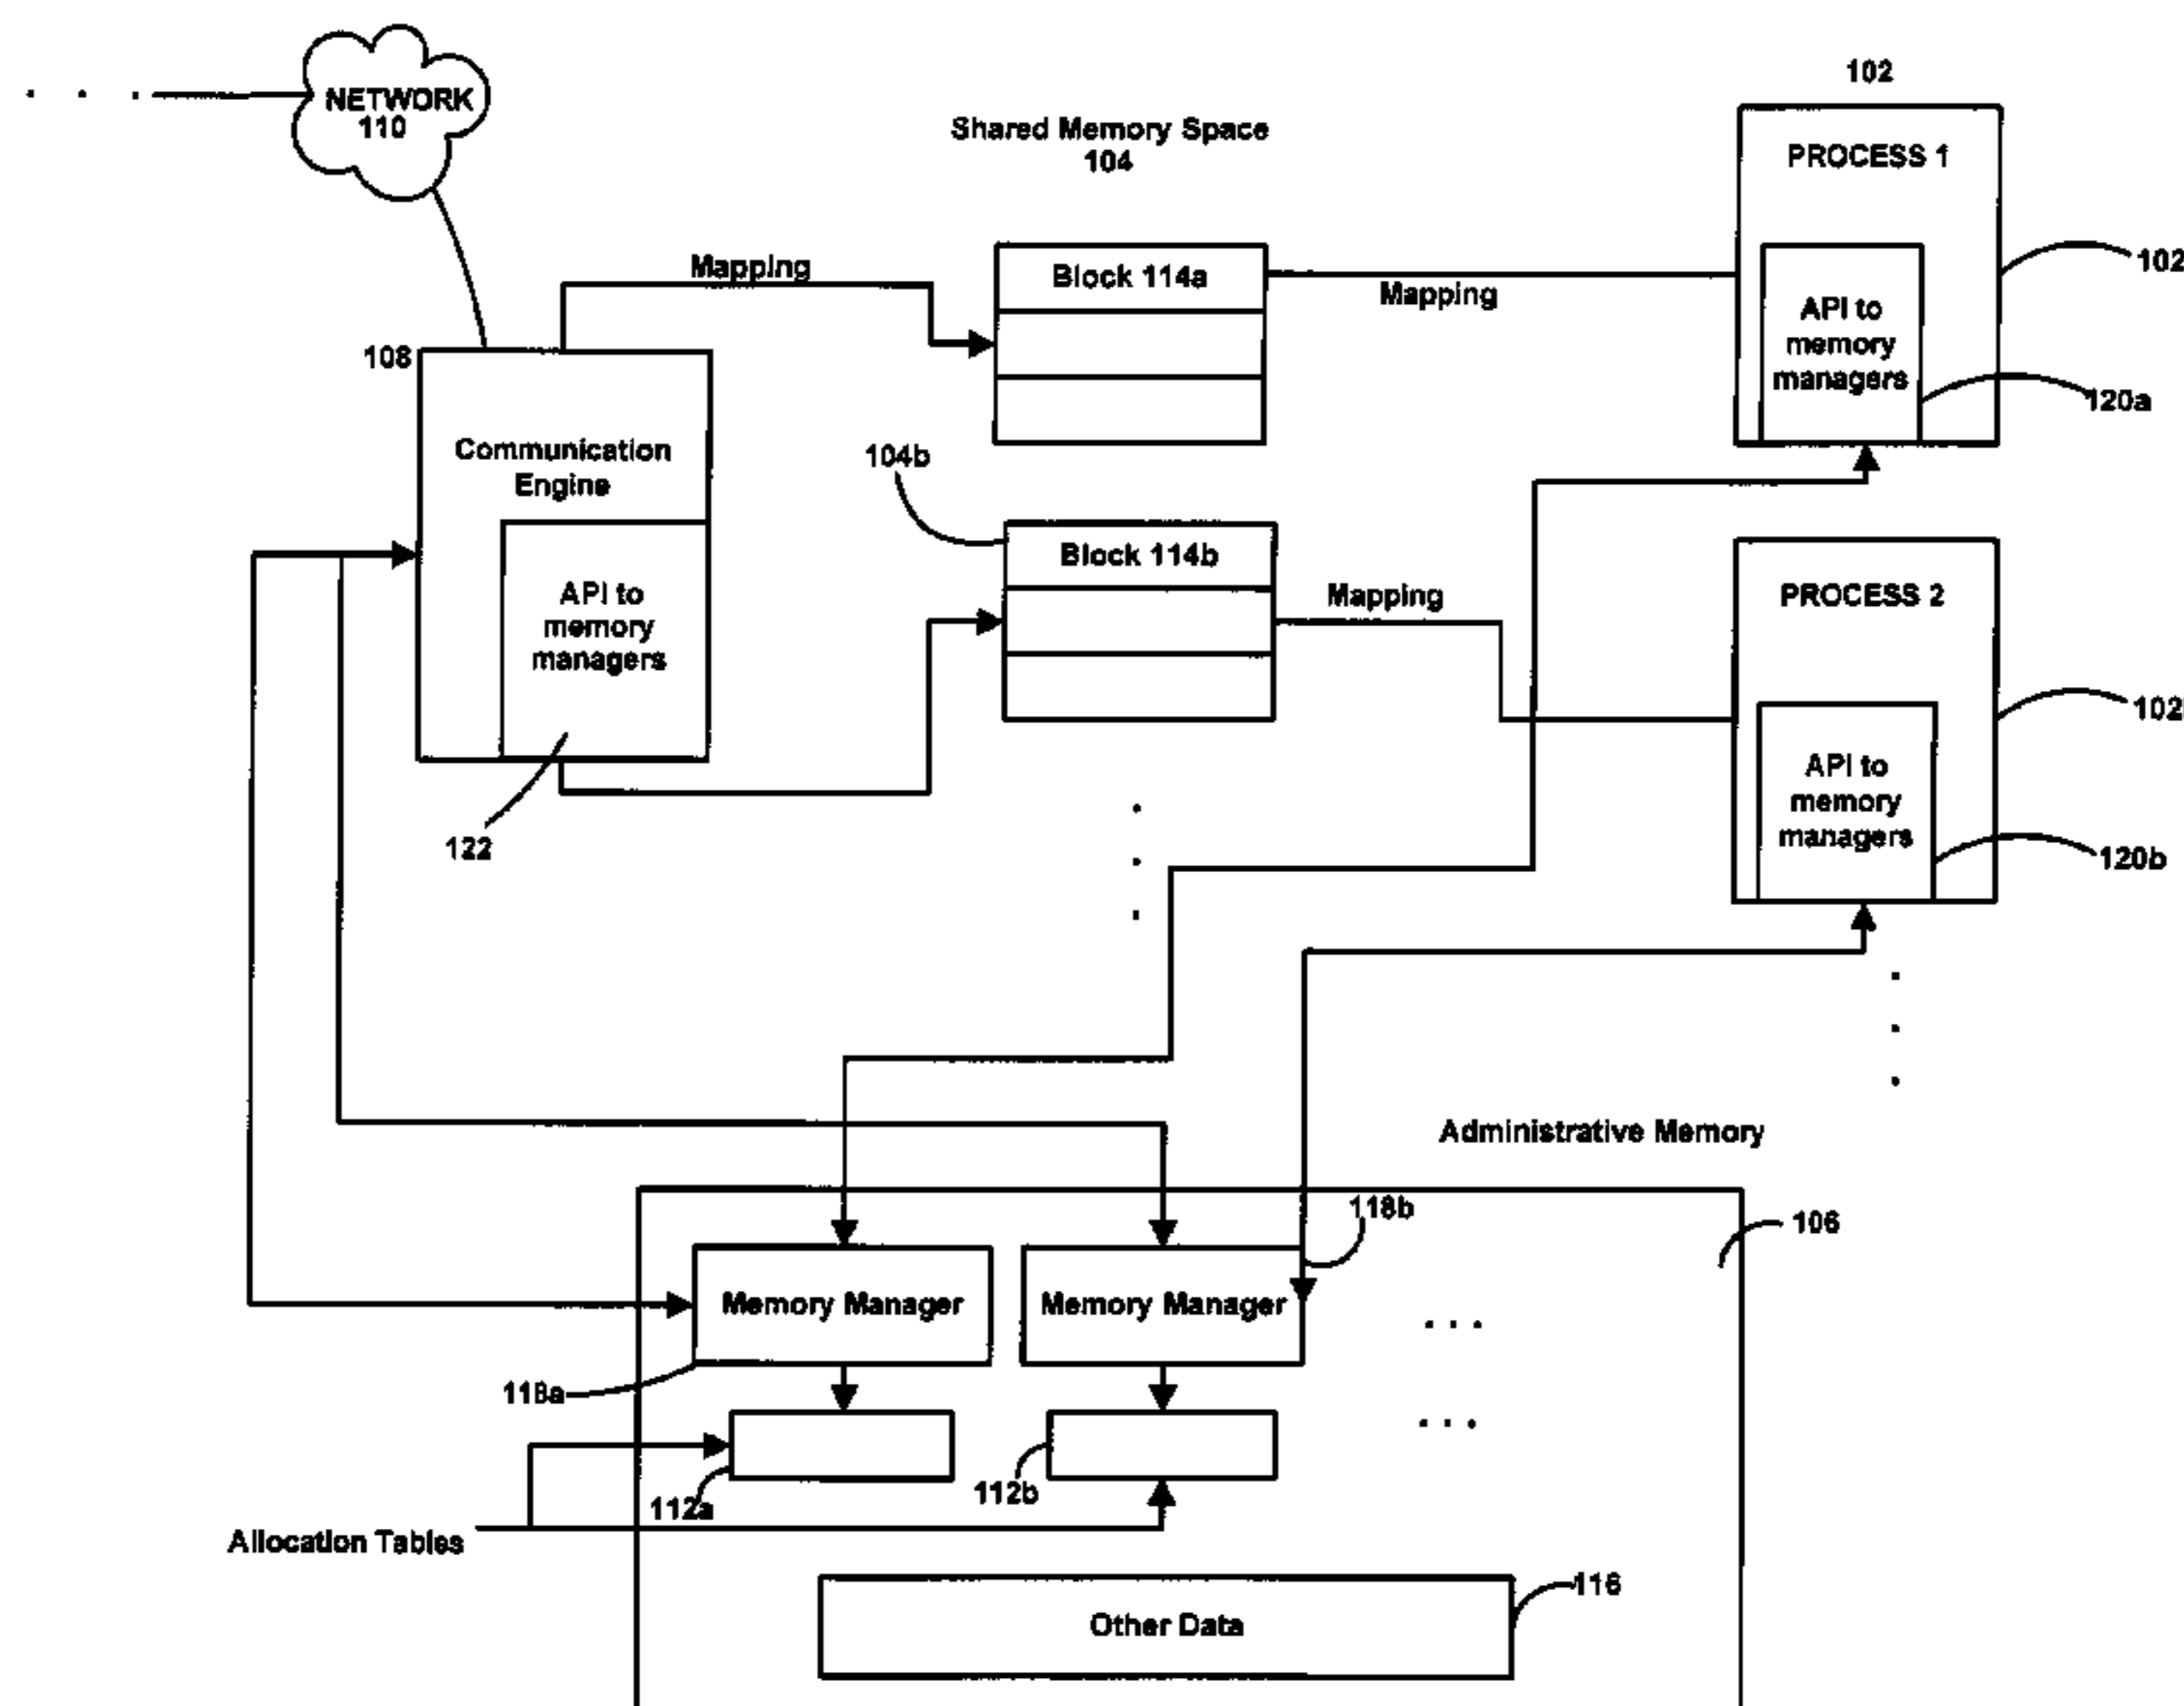 NETWORK
110
Shared Memory Space
104
102
PROCESS 1
API to
memory
managers
102
120a
Mapping
Block 114a
Mapping
108
Communication
Engine
API to
memory
managers
122
104b
Block 114b
Mapping
PROCESS 2
API to
memory
managers
102
120b
Administrative Memory
106
118b
Memory Manager
Memory Manager
. . .
118a
. . .
112a
112b
Allocation Tables
116
Other Data